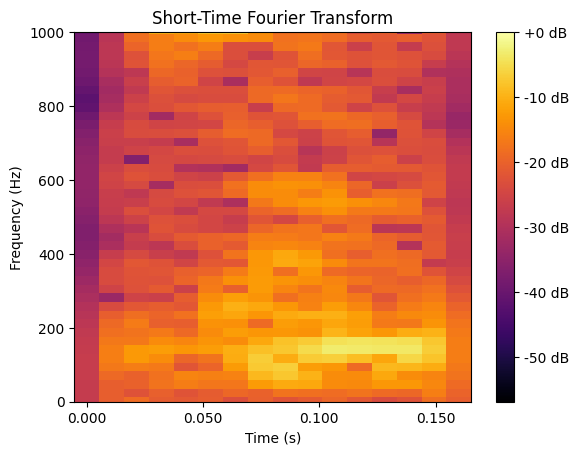 Short-Time Fourier Transform
1000
800
600
400
200
0
Frequency (Hz)
0.000
0.050
0.100
0.150
Time (s)
+0 dB
-10 dB
-20 dB
-30 dB
-40 dB
-50 dB